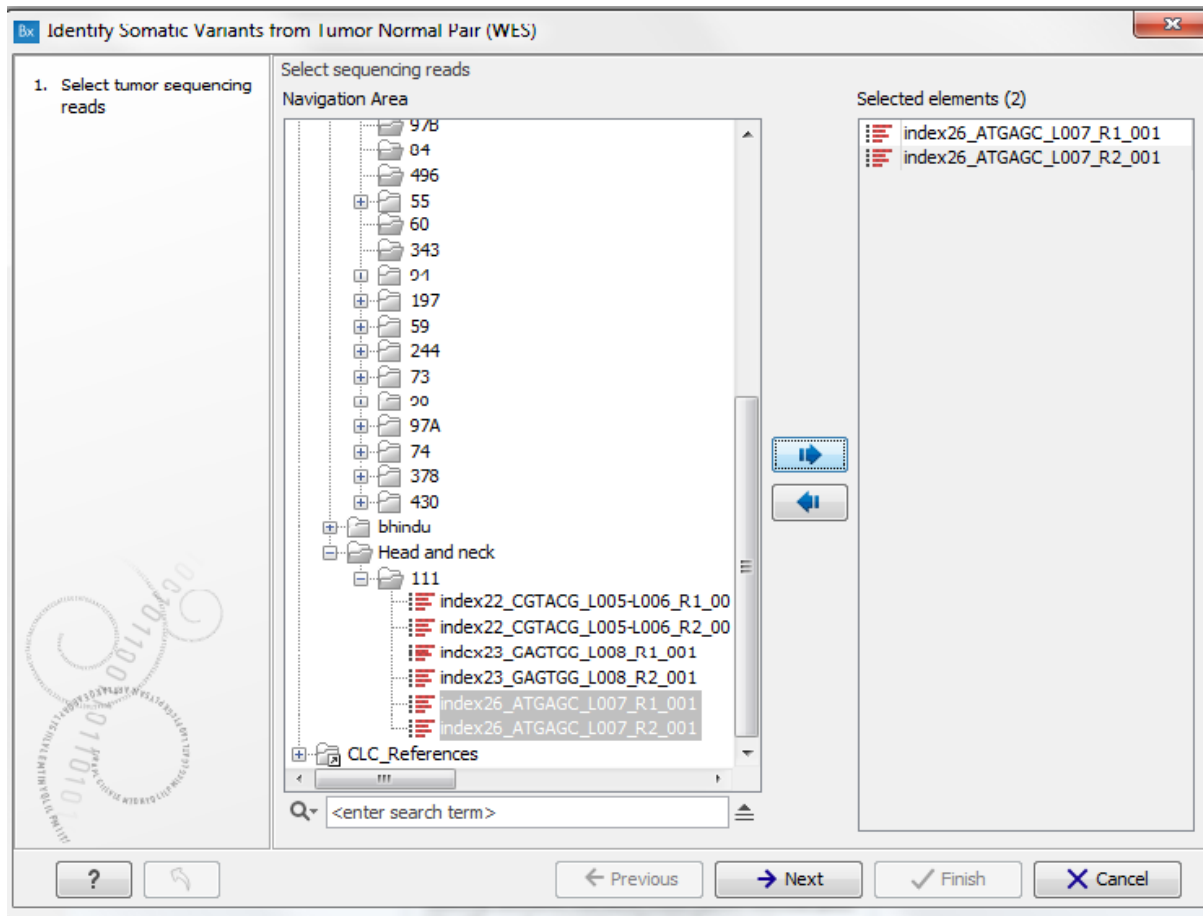 Bx Identify Somatic Variants from Tumor Normal Pair (WES)
1. Select tumor sequencing
reads
Select sequencing reads
Navigation Area
97B
84
496
55
60
343
94
197
59
244
73
97A
74
378
430
bhindu
Head and neck
111
index22_CGTACG_L005-L006_R1_00
index22_CGTACG_L005-L006_R2_00
index23_GAGTGG_L008_R1_001
index23_GAGTGG_L008_R2_001
index26_ATGAGC_L007_R1_001
index26_ATGAGC_L007_R2_001
CLC_References
<enter search term>
Selected elements (2)
index26_ATGAGC_L007_R1_001
index26_ATGAGC_L007_R2_001
?
Previous
Next
Finish
Cancel